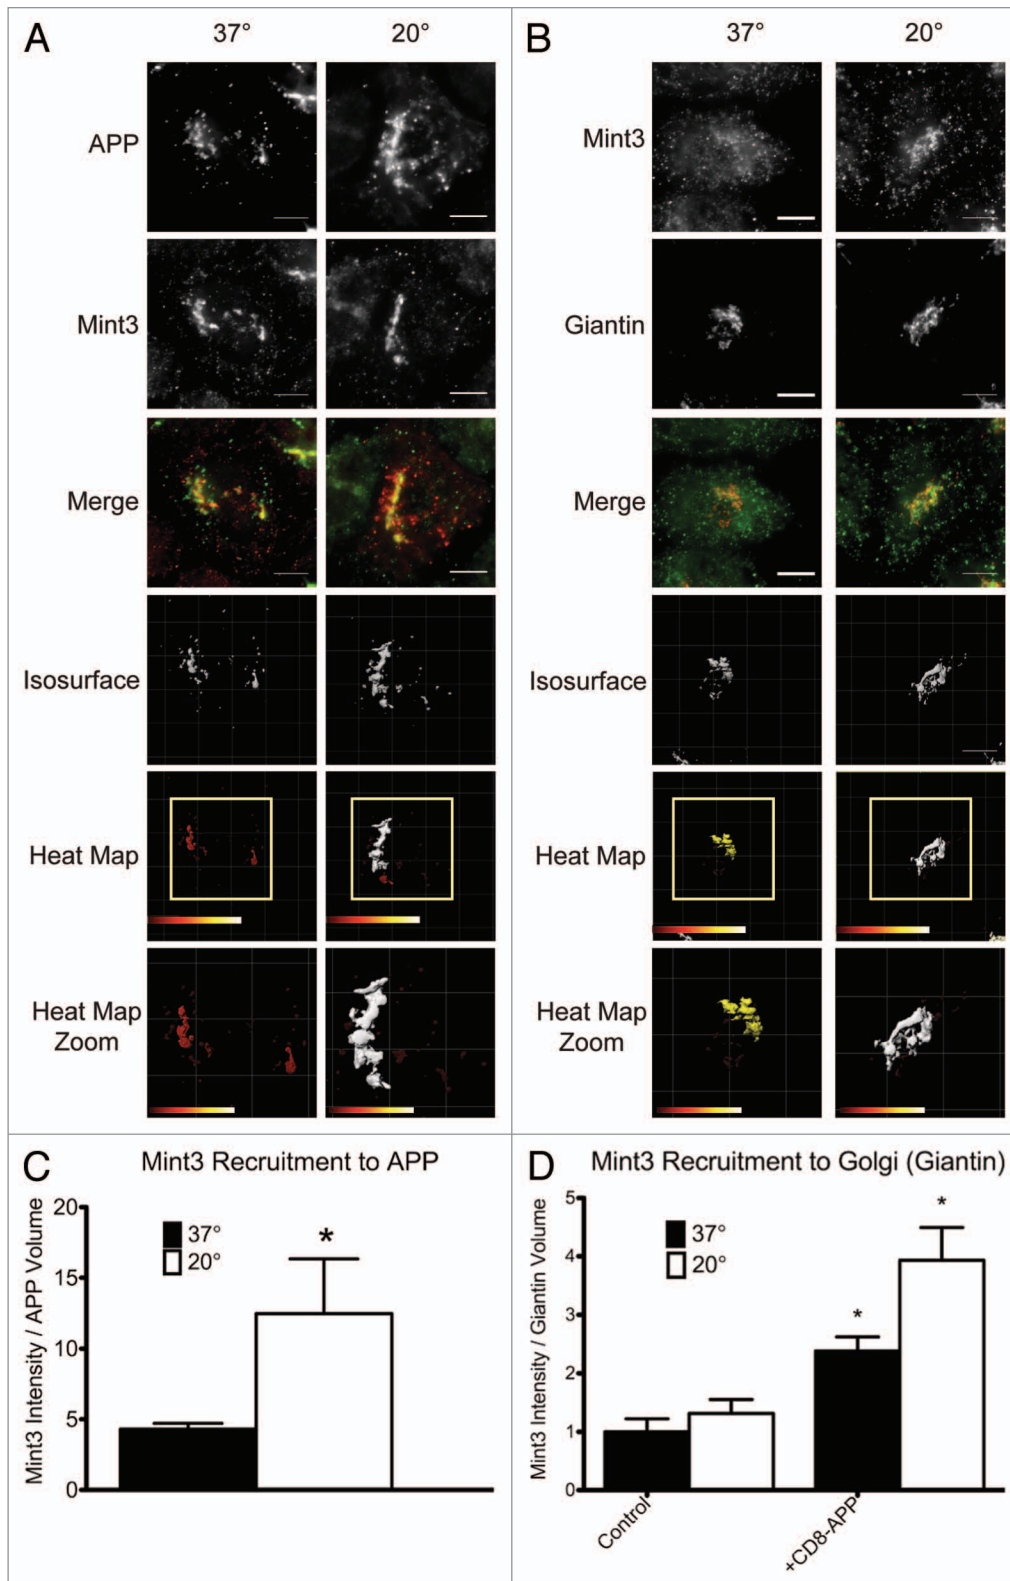 A
37°
20°
APP
Mint3
Merge
Isosurface
Heat Map
Heat Map
Zoom
B
37°
20°
Mint3
Giantin
Merge
Isosurface
Heat Map
Heat Map
Zoom
C
Mint3 Recruitment to APP
Mint3 Intensity / APP Volume
20
15
10
5
0
37°
20°
*
D
Mint3 Recruitment to Golgi (Giantin)
Mint3 Intensity / Giantin Volume
5
4
3
2
1
0
37°
20°
*
*
Control
+CD8-APP